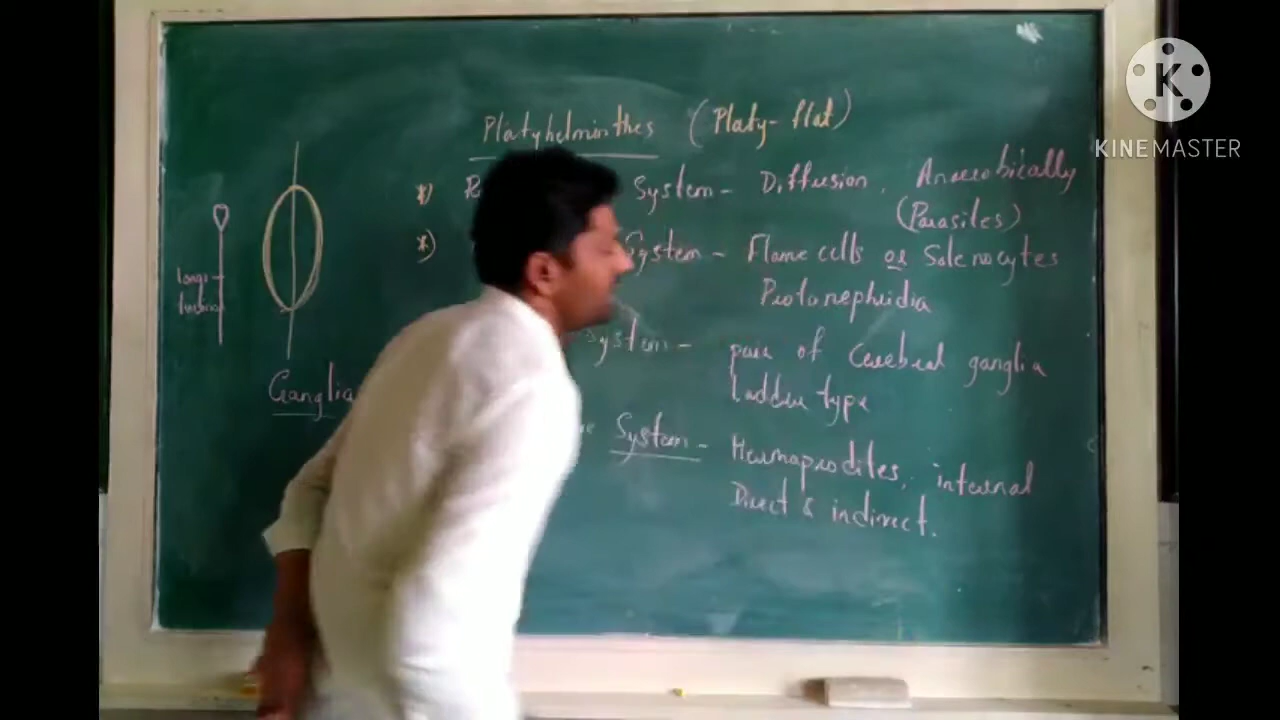 Platyhelminthes (Platy- flat)
*) R System - Diffusion, Anaerobically
(Parasites)
*) System - Flame cells or Solenocytes
Protonephridia
System - pair of Cerebral ganglia
Ladder type
System - Hermaprodites, internal
Direct & indirect.
Ganglia
KINEMASTER